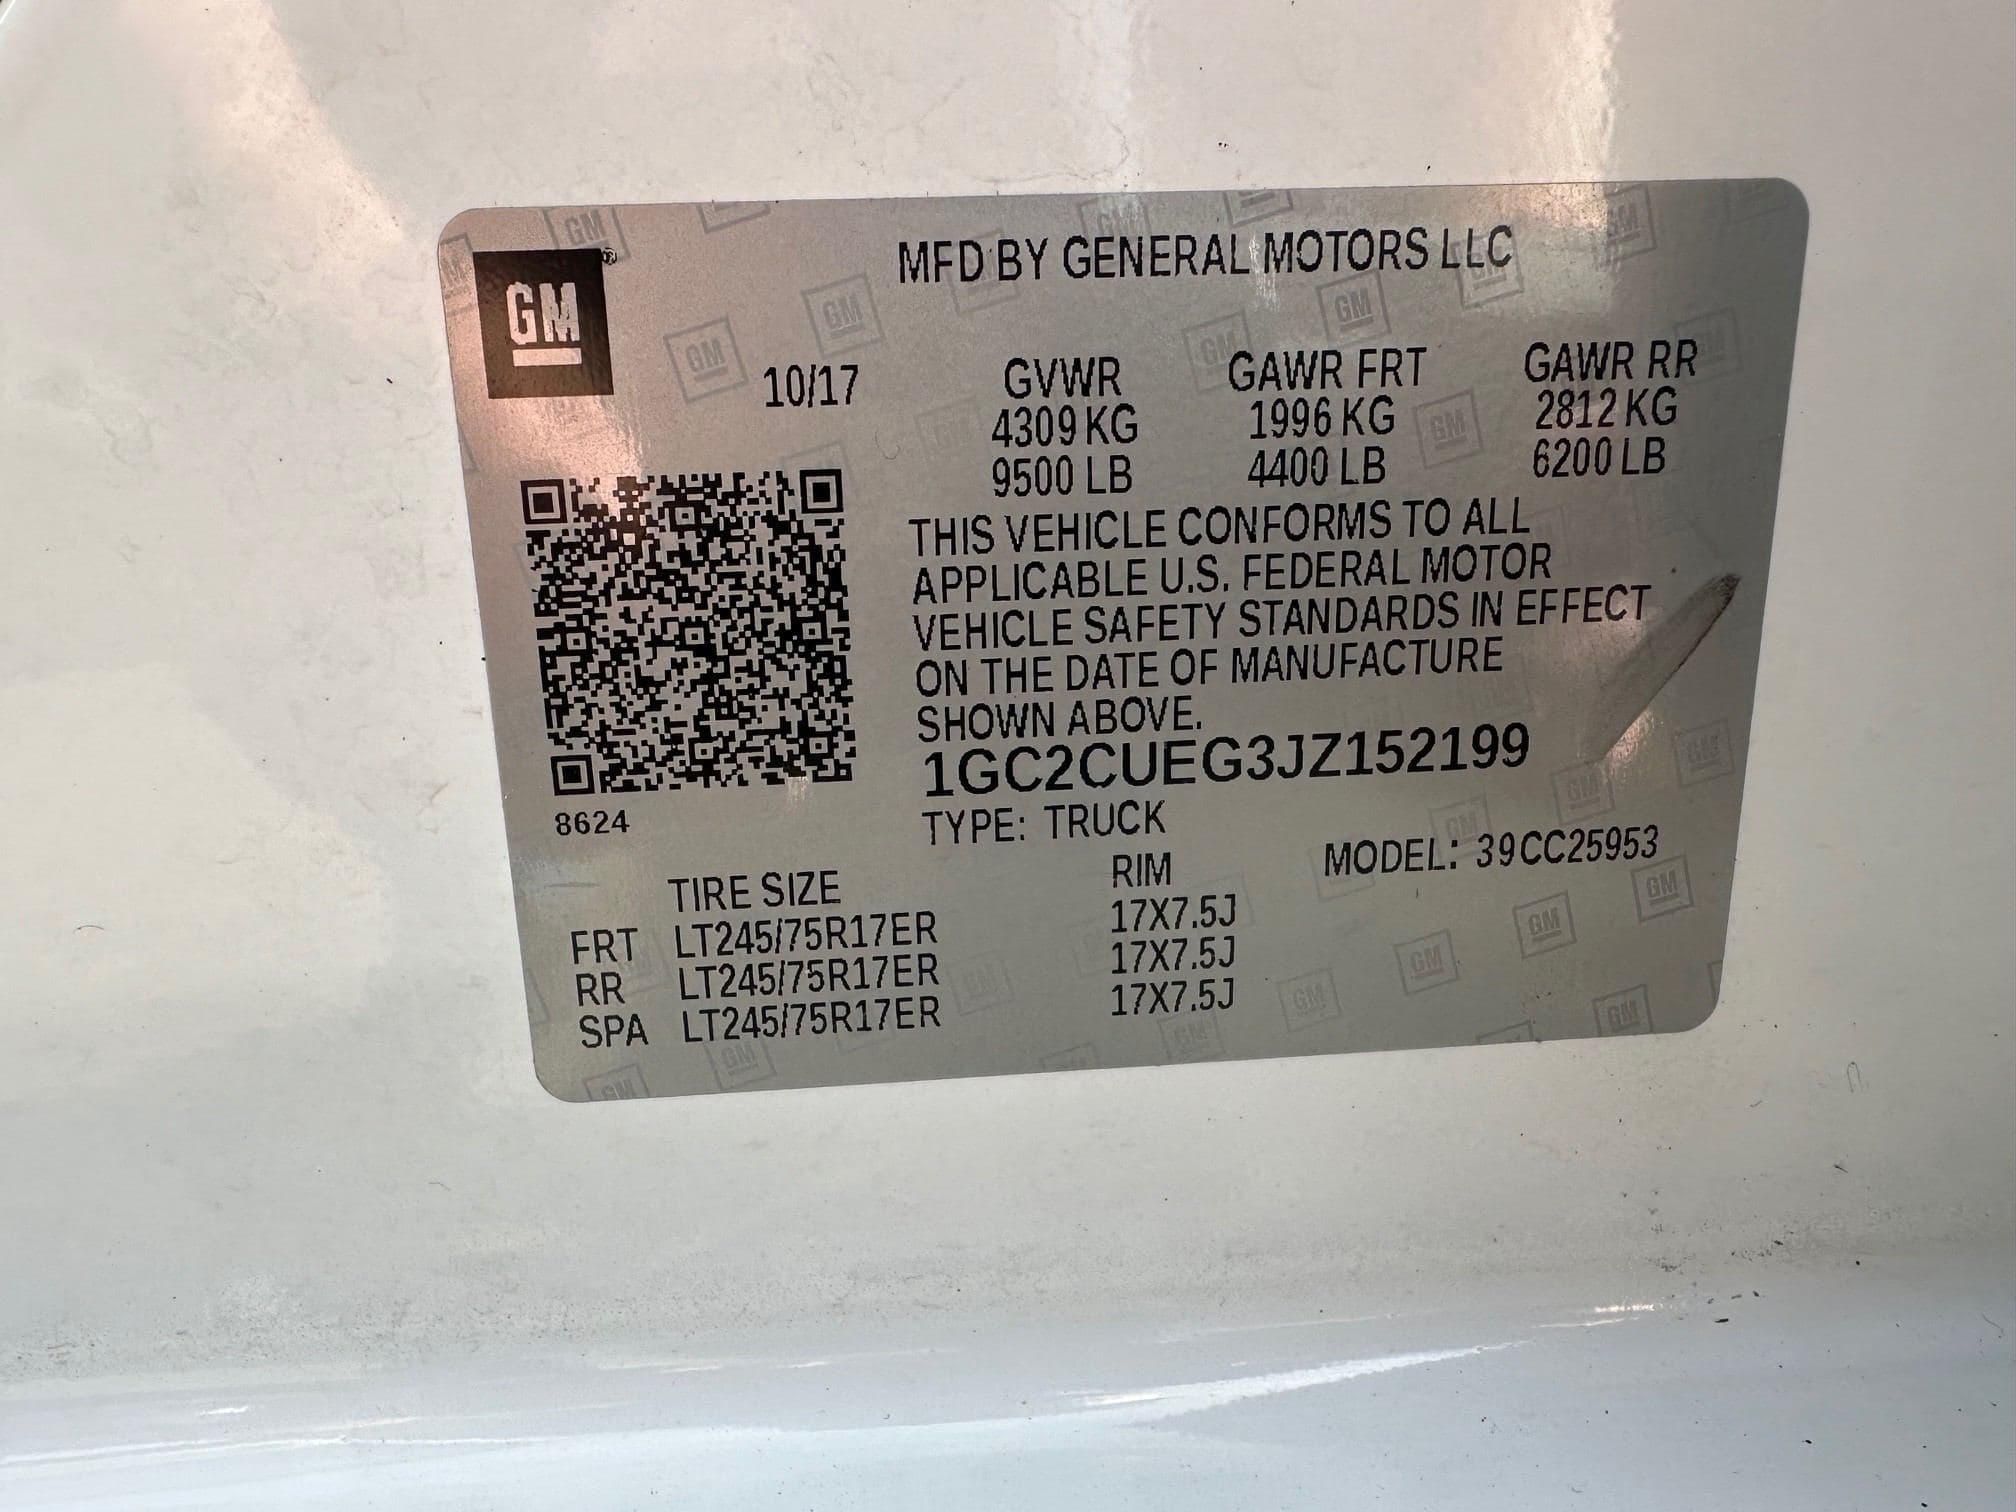 GM
MFD BY GENERAL MOTORS LLC
10/17 GVWR GAWR FRT GAWR RR
4309 KG 1996 KG 2812 KG
9500 LB 4400 LB 6200 LB
THIS VEHICLE CONFORMS TO ALL
APPLICABLE U.S. FEDERAL MOTOR
VEHICLE SAFETY STANDARDS IN EFFECT
ON THE DATE OF MANUFACTURE
SHOWN ABOVE.
1GC2CUEG3JZ152199
8624
TYPE: TRUCK
MODEL: 39CC25953
TIRE SIZE RIM
FRT LT245/75R17ER 17X7.5J
RR LT245/75R17ER 17X7.5J
SPA LT245/75R17ER 17X7.5J